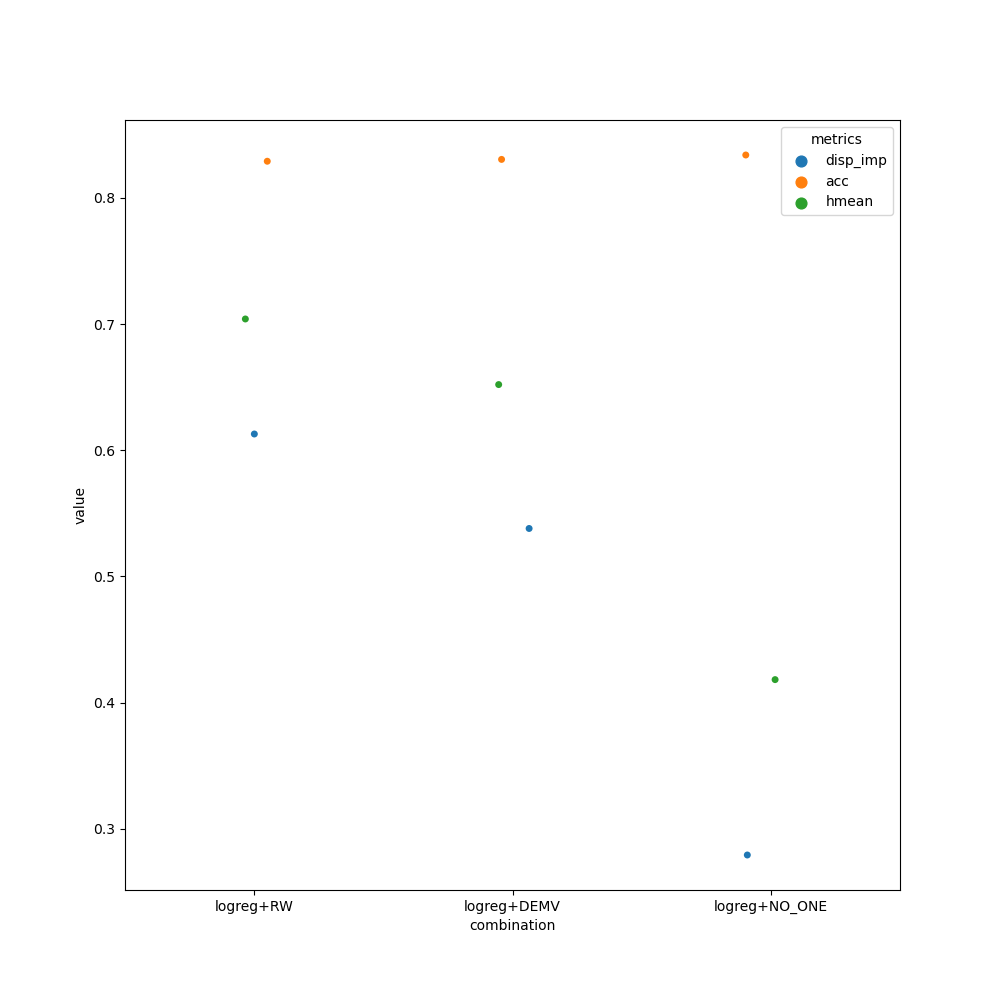 metrics
disp_imp
acc
hmean
0.8
0.7
0.6
0.5
0.4
0.3
value
logreg+RW
logreg+DEMV
logreg+NO_ONE
combination